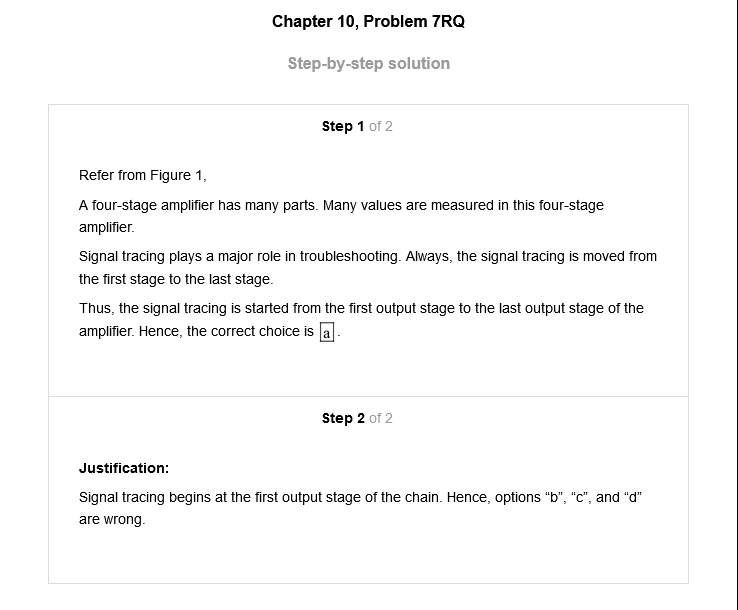 Chapter 10, Problem 7RQ
Step-by-step solution
Step 1 of 2
Refer from Figure 1,
A four-stage amplifier has many parts. Many values are measured in this four-stage
amplifier.
Signal tracing plays a major role in troubleshooting. Always, the signal tracing is moved from
the first stage to the last stage.
Thus, the signal tracing is started from the first output stage to the last output stage of the
amplifier. Hence, the correct choice is a .
Step 2 of 2
Justification:
Signal tracing begins at the first output stage of the chain. Hence, options “b”, “c”, and “d”
are wrong.